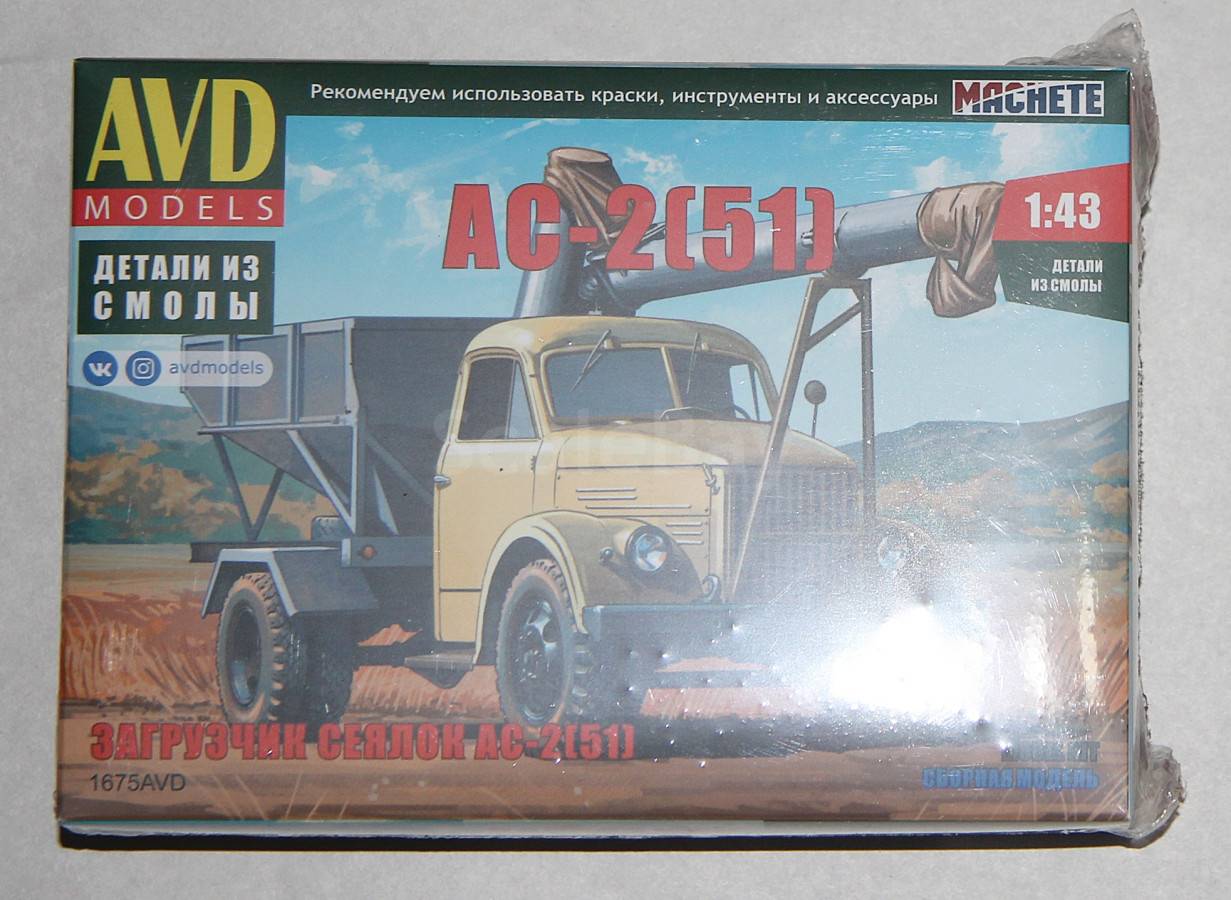 AVD
MODELS
Рекомендуем использовать краски, инструменты и аксессуары MACHETE
АС-2(51)
1:43
ДЕТАЛИ
ИЗ СМОЛЫ
ДЕТАЛИ ИЗ
СМОЛЫ
avdmodels
ЗАГРУЗЧИК СЕЯЛОК АС-2(51)
1675AVD
KIT
СБОРНАЯ МОДЕЛЬ